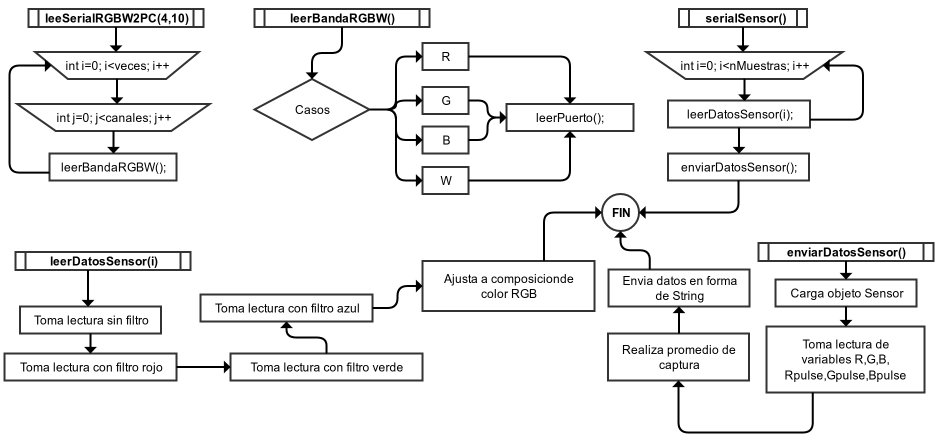 leeSerialRGBW2PC(4,10)
int i=0; i<veces; i++
int j=0; j<canales; j++
leerBandaRGBW();
leerBandaRGBW()
Casos
R
G
B
W
leerPuerto();
serialSensor()
int i=0; i<nMuestras; i++
leerDatosSensor(i);
enviarDatosSensor();
FIN
leerDatosSensor(i)
Toma lectura sin filtro
Toma lectura con filtro rojo
Toma lectura con filtro verde
Toma lectura con filtro azul
Ajusta a composicionde
color RGB
enviarDatosSensor()
Carga objeto Sensor
Toma lectura de
variables R,G,B,
Rpulse,Gpulse,Bpulse
Realiza promedio de
captura
Envia datos en forma
de String